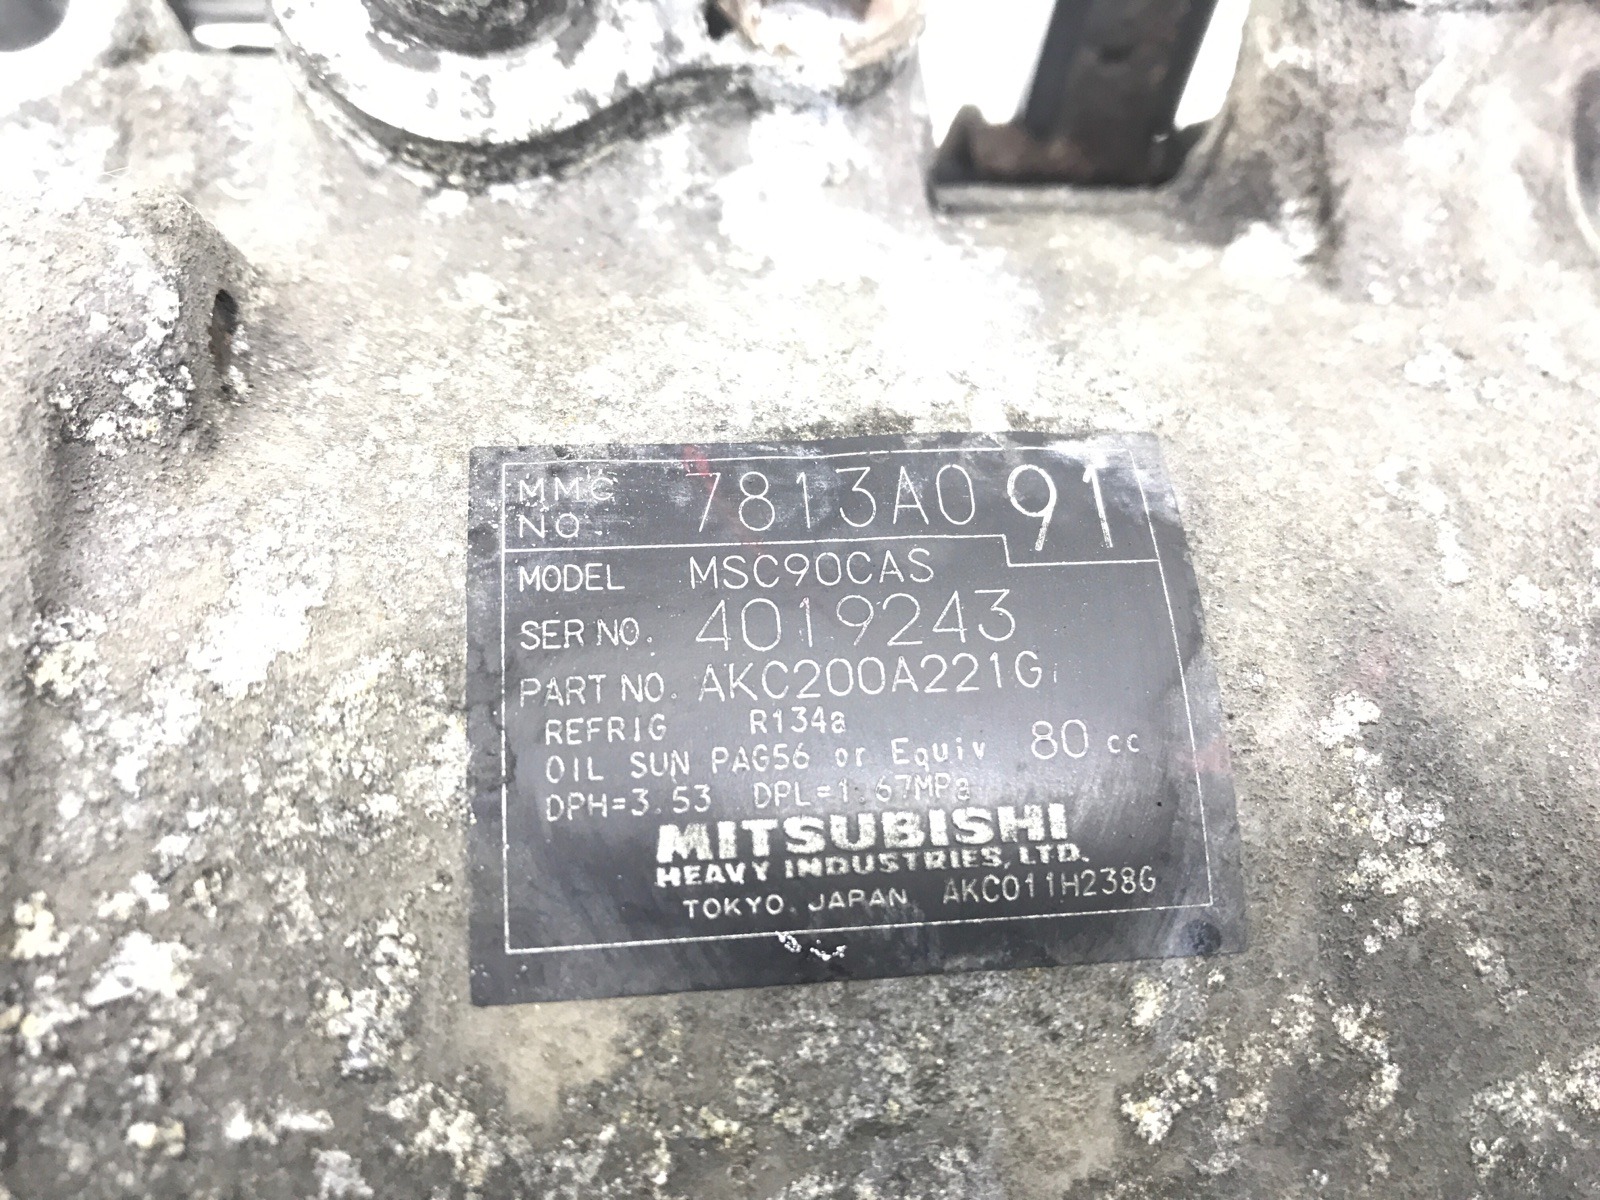 MMC NO. 7813A091
MODEL MSC90CAS
SER NO. 4019243
PART NO. AKC200A221G
REFRIG R134a
OIL SUN PAG56 or Equiv 80 cc
DPH=3.53 DPL=1.67MPa
MITSUBISHI
HEAVY INDUSTRIES, LTD.
TOKYO, JAPAN AKC011H238G